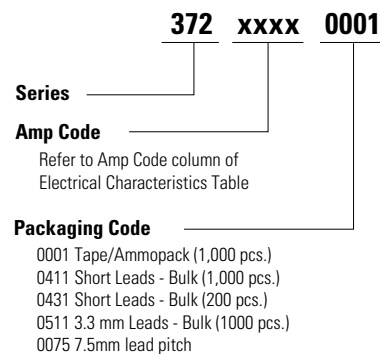 372 xxxx 0001
Series
Amp Code
Refer to Amp Code column of
Electrical Characteristics Table
Packaging Code
0001 Tape/Ammopack (1,000 pcs.)
0411 Short Leads - Bulk (1,000 pcs.)
0431 Short Leads - Bulk (200 pcs.)
0511 3.3 mm Leads - Bulk (1000 pcs.)
0075 7.5mm lead pitch